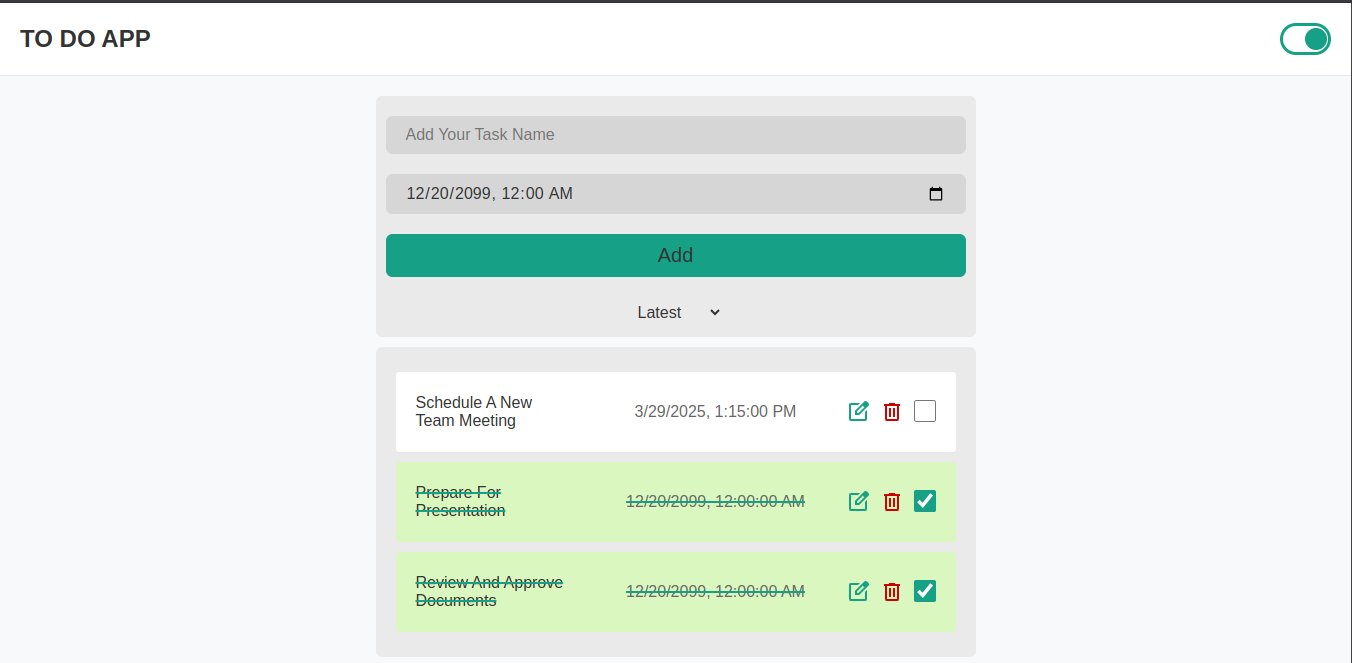 TO DO APP
Add Your Task Name
12/20/2099, 12:00 AM
Add
Latest
Schedule A New
Team Meeting
3/29/2025, 1:15:00 PM
Prepare For
Presentation
12/20/2099, 12:00:00 AM
Review And Approve
Documents
12/20/2099, 12:00:00 AM